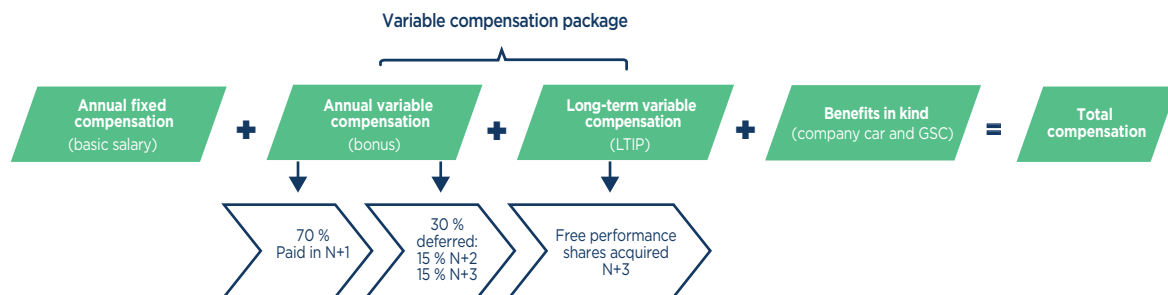 Variable compensation package
Annual fixed
compensation
(basic salary)
+
Annual variable
compensation
(bonus)
+
Long-term variable
compensation
(LTIP)
+
Benefits in kind
(company car and GSC)
=
Total
compensation
70 %
Paid in N+1
30 %
deferred:
15 % N+2
15 % N+3
Free performance
shares acquired
N+3